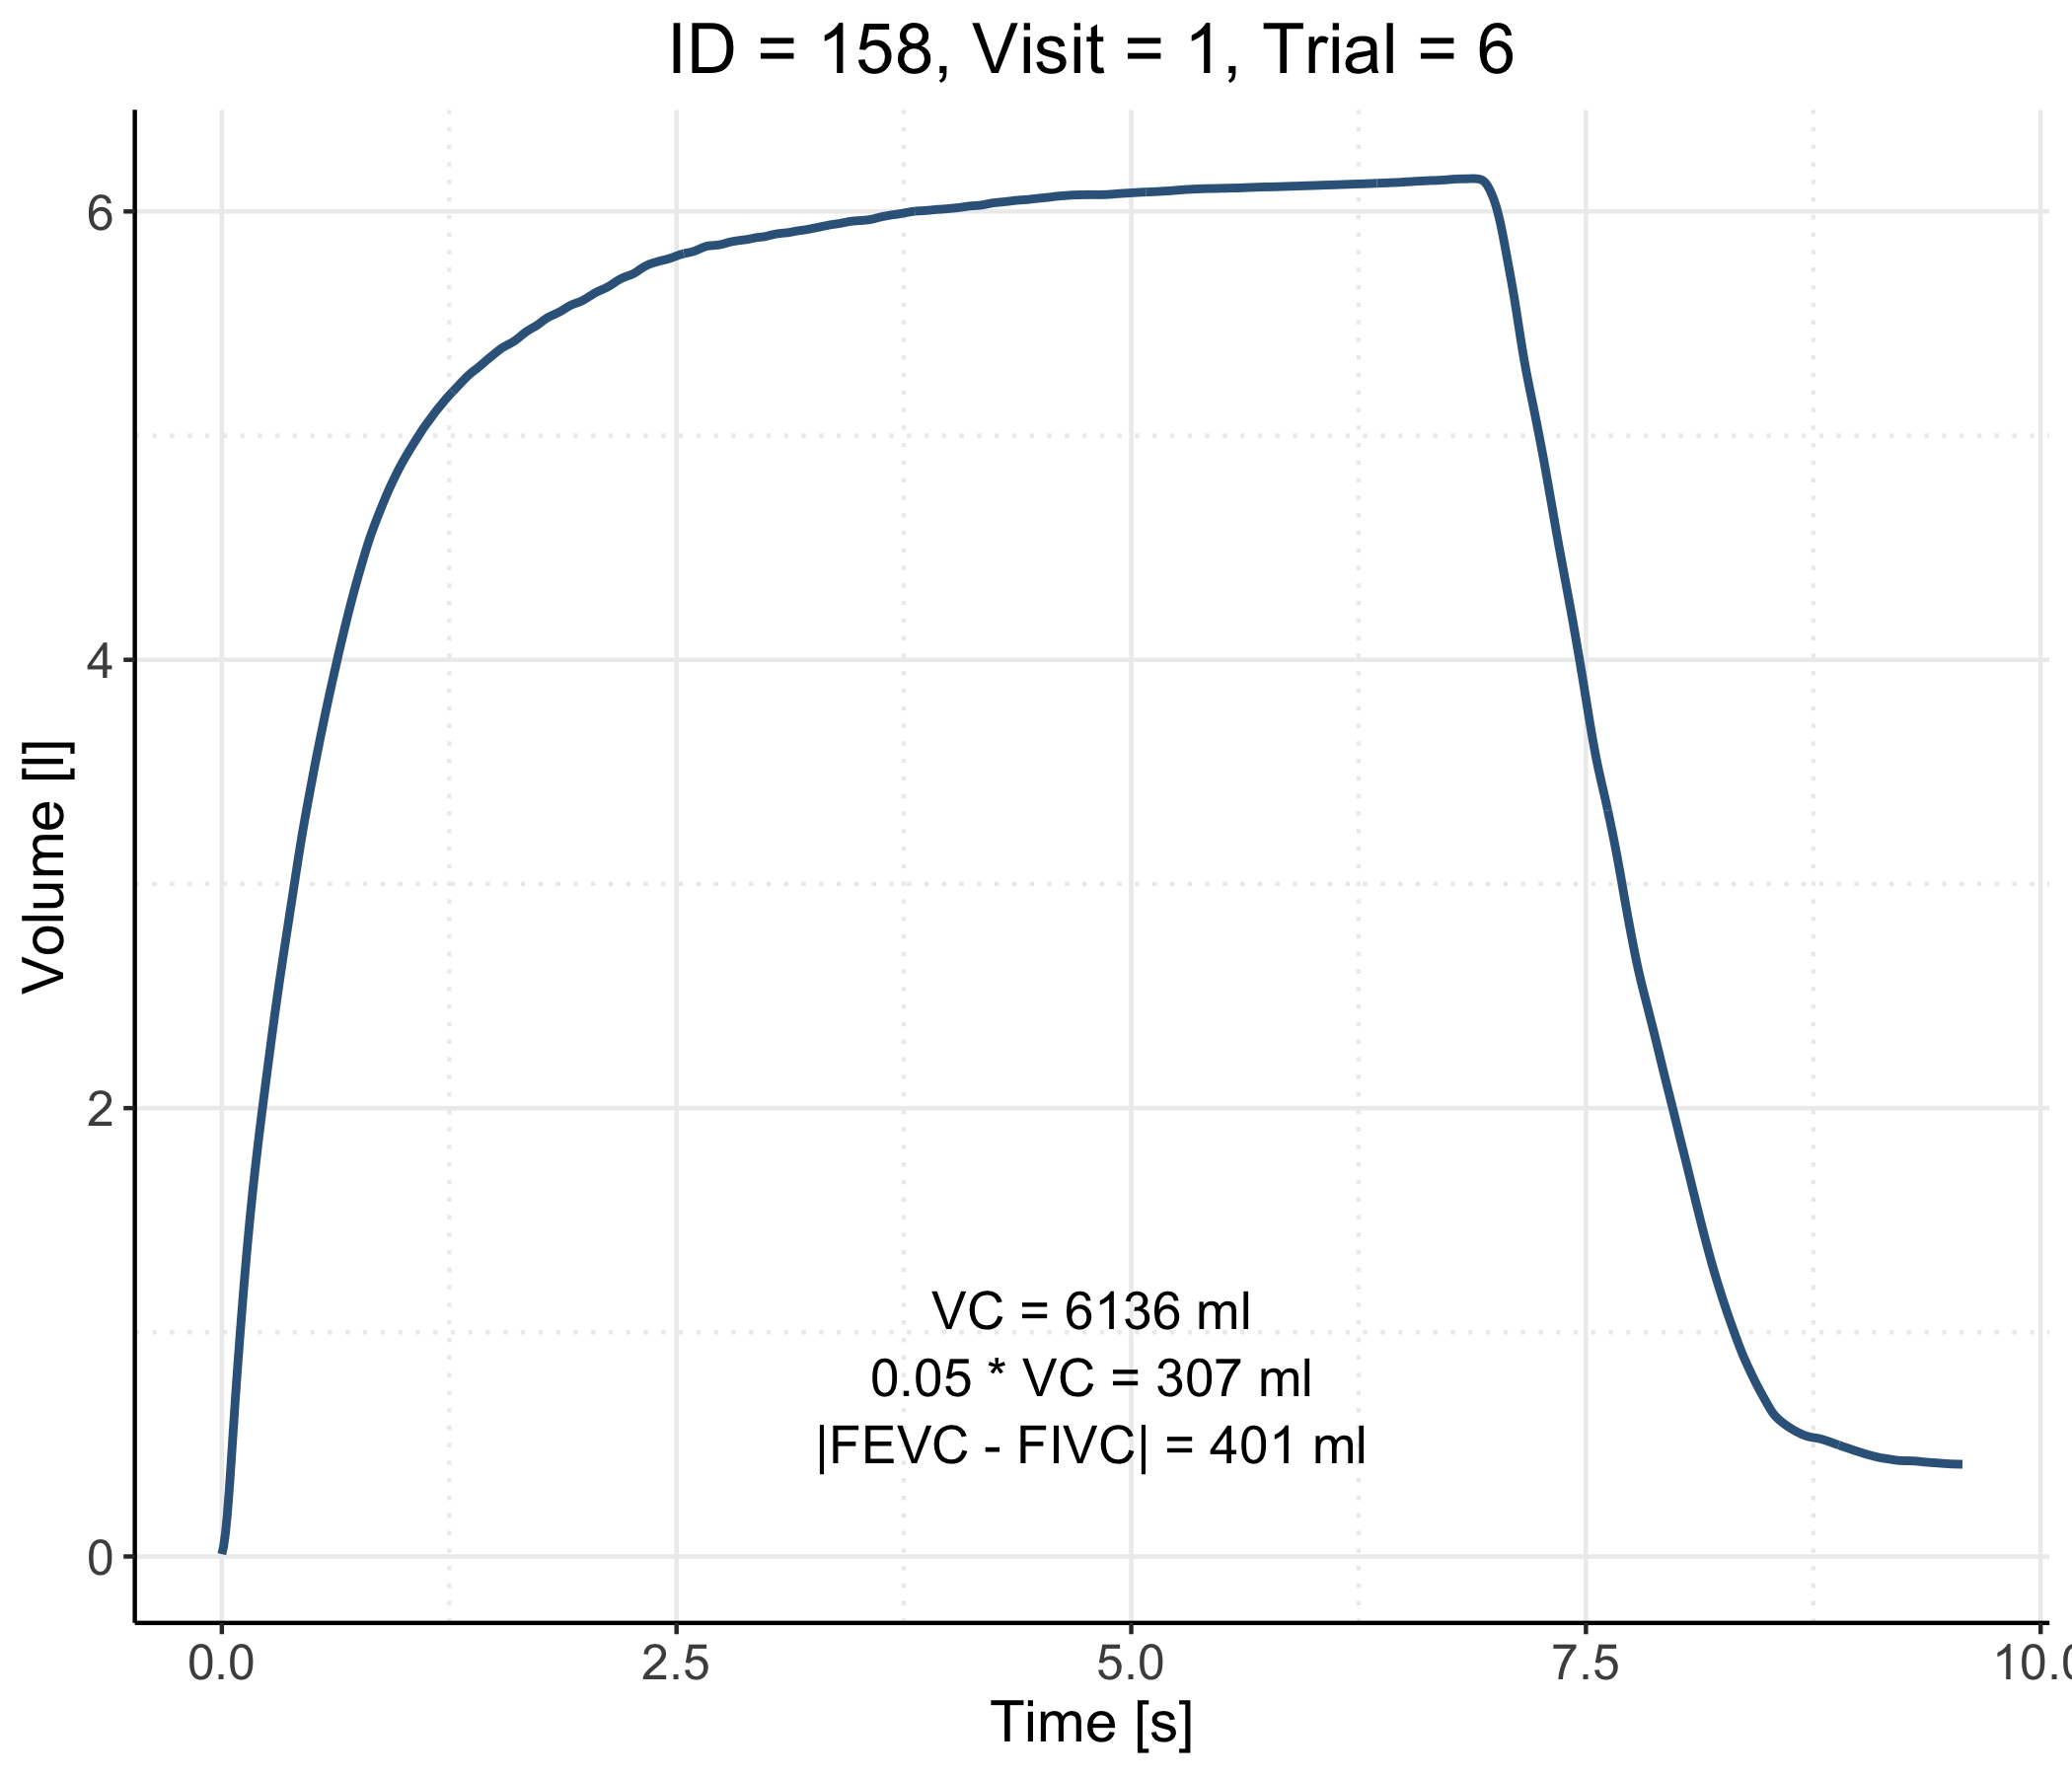 ID = 158, Visit = 1, Trial = 6
Volume [l]
6
4
2
0
VC = 6136 ml
0.05 * VC = 307 ml
|FEVC - FIVC| = 401 ml
0.0 2.5 5.0 7.5 10.0
Time [s]